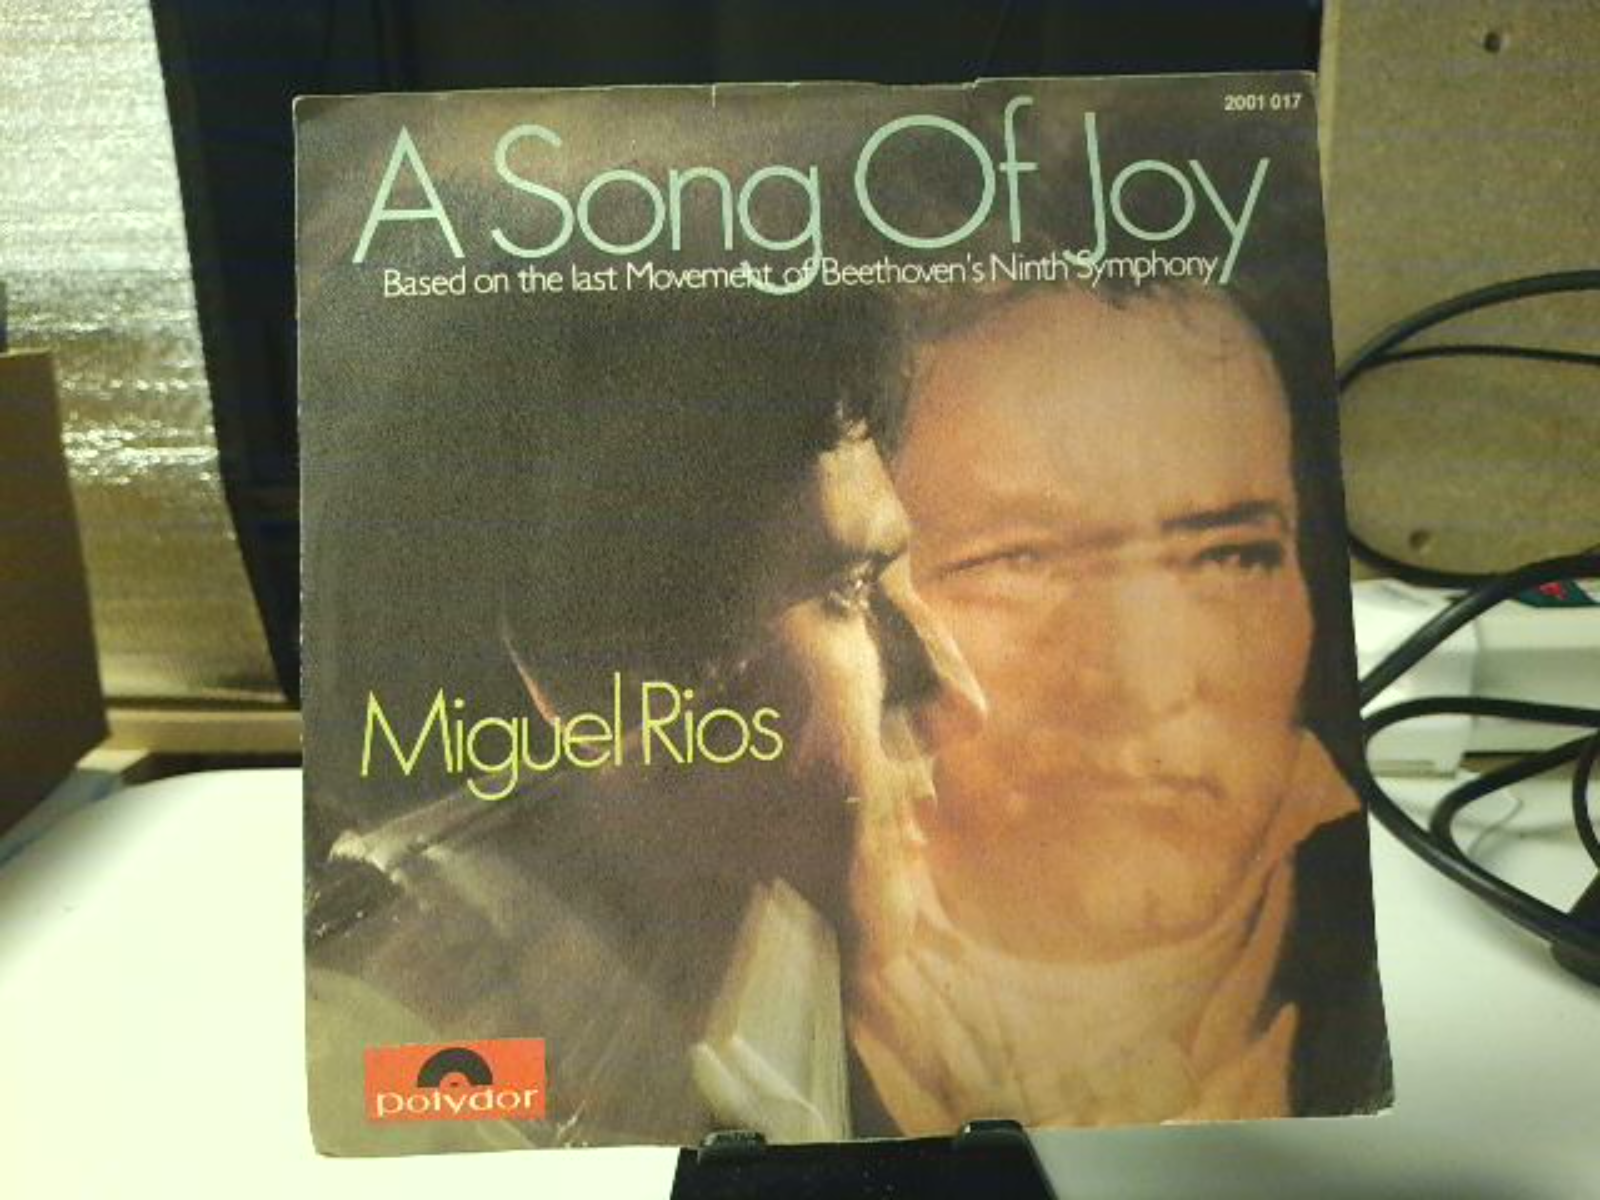 2001 017
A Song Of Joy
Based on the last Movement of Beethoven's Ninth Symphony
Miguel Rios
polydor